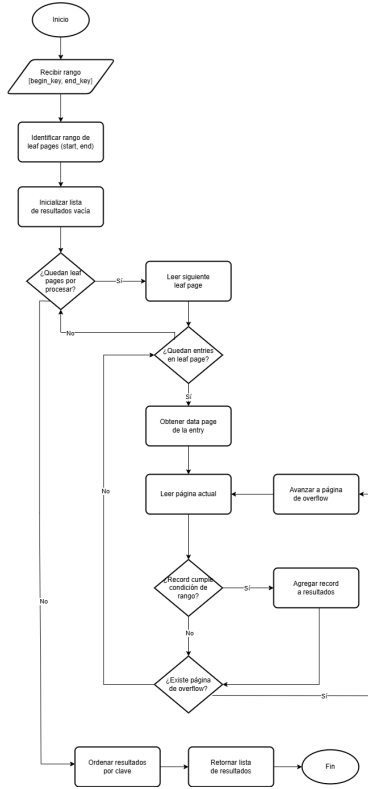 Inicio
Recibir rango
[begin_key, end_key]
Identificar rango de
leaf pages (start, end)
Inicializar lista
de resultados vacía
¿Quedan leaf
pages por
procesar?
Sí
Leer siguiente
leaf page
No
¿Quedan entries
en leaf page?
Sí
Obtener data page
de la entry
No
Leer página actual
Avanzar a página
de overflow
¿Record cumple
condición de
rango?
Sí
Agregar record
a resultados
No
No
¿Existe página
de overflow?
Sí
Ordenar resultados
por clave
Retornar lista
de resultados
Fin